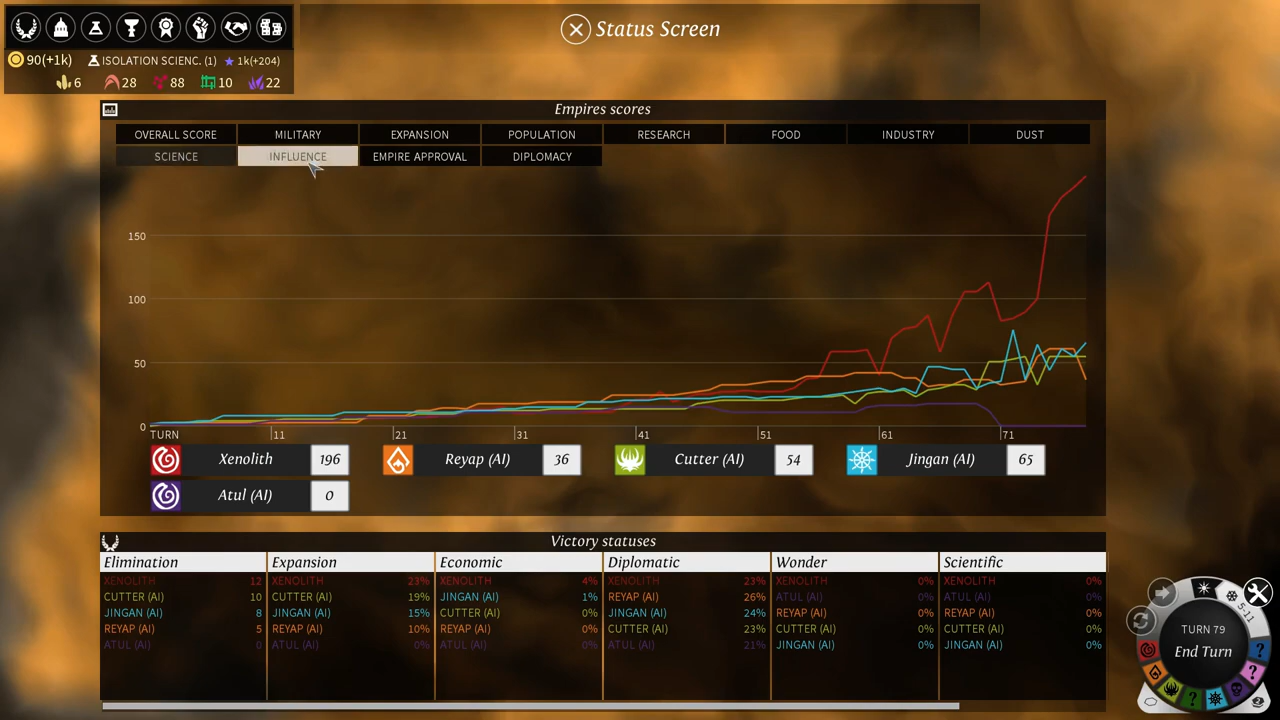 Status Screen
90(+1k) ISOLATION SCIENC. (1) 1k(+204)
6 28 88 10 22
Empires scores
OVERALL SCORE MILITARY EXPANSION POPULATION RESEARCH FOOD INDUSTRY DUST
SCIENCE INFLUENCE EMPIRE APPROVAL DIPLOMACY
150
100
50
0
TURN 11 21 31 41 51 61 71
Xenolith 196 Reyap (AI) 36 Cutter (AI) 54 Jingan (AI) 65
Atul (AI) 0
Victory statuses
Elimination Expansion Economic Diplomatic Wonder Scientific
XENOLITH 12 XENOLITH 23% XENOLITH 4% XENOLITH 23% XENOLITH 0% XENOLITH 0%
CUTTER (AI) 10 CUTTER (AI) 19% JINGAN (AI) 1% REYAP (AI) 26% ATUL (AI) 0% ATUL (AI) 0%
JINGAN (AI) 8 JINGAN (AI) 15% CUTTER (AI) 0% JINGAN (AI) 24% REYAP (AI) 0% REYAP (AI) 0%
REYAP (AI) 5 REYAP (AI) 10% REYAP (AI) 0% CUTTER (AI) 23% CUTTER (AI) 0% CUTTER (AI) 0%
ATUL (AI) 0 ATUL (AI) 0% ATUL (AI) 0% ATUL (AI) 21% JINGAN (AI) 0% JINGAN (AI) 0%
5-11
TURN 79
End Turn
? ? ?